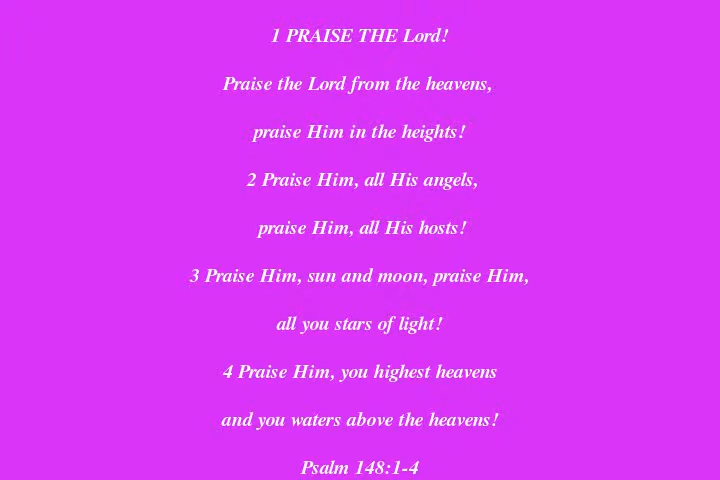 1 PRAISE THE Lord!
Praise the Lord from the heavens,
praise Him in the heights!
2 Praise Him, all His angels,
praise Him, all His hosts!
3 Praise Him, sun and moon, praise Him,
all you stars of light!
4 Praise Him, you highest heavens
and you waters above the heavens!
Psalm 148:1-4